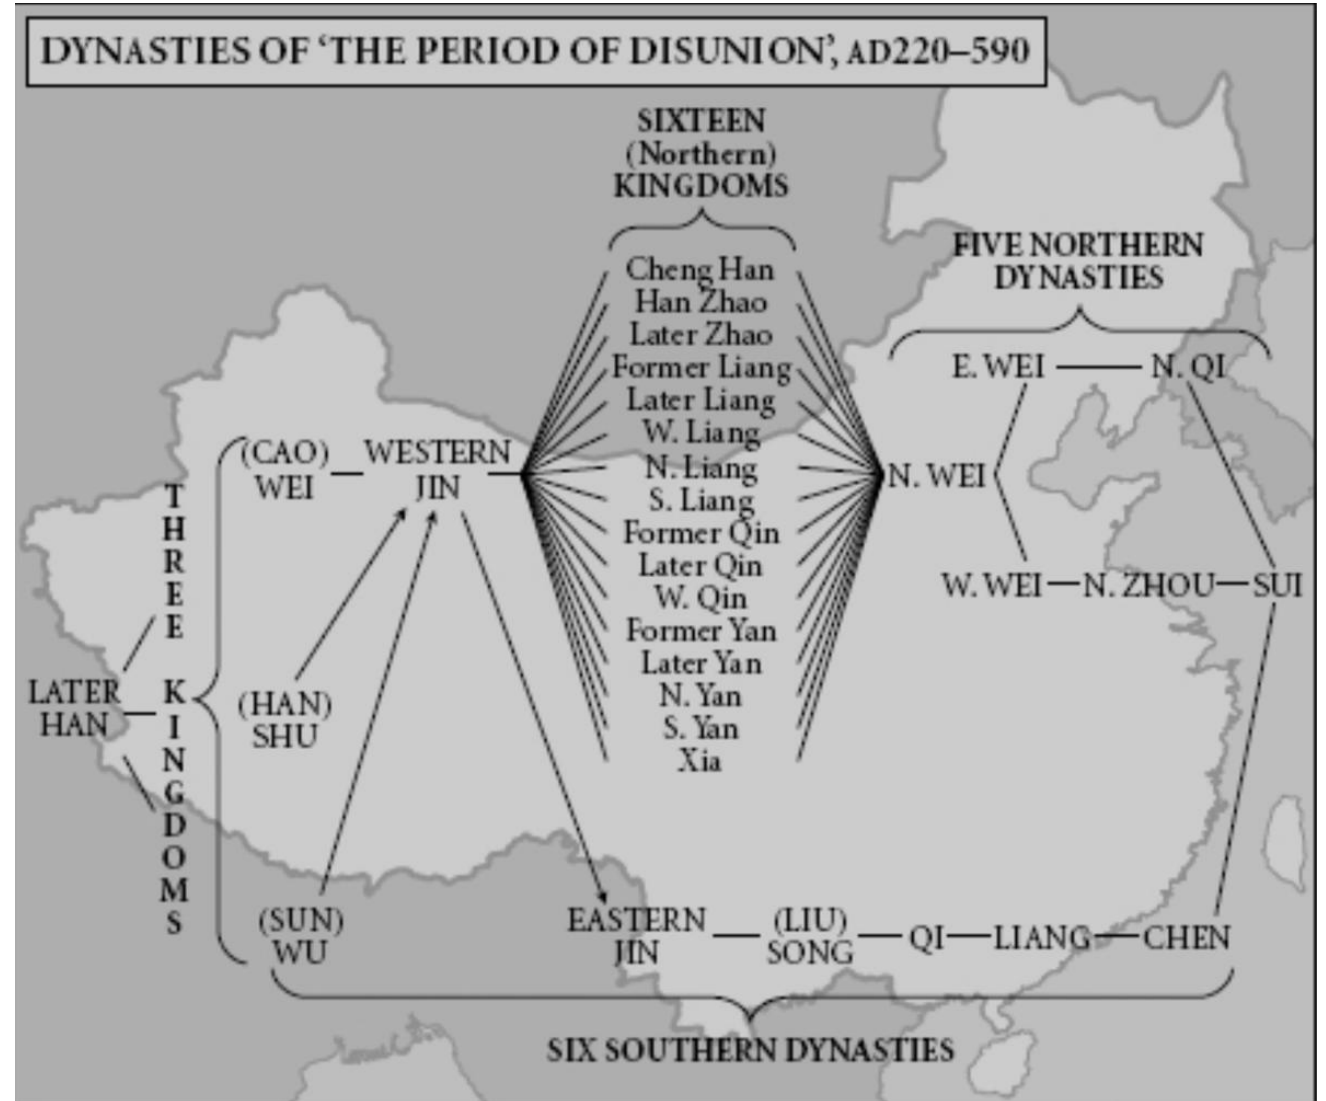 DYNASTIES OF ‘THE PERIOD OF DISUNION’, AD220–590
SIXTEEN
(Northern)
KINGDOMS
Cheng Han
Han Zhao
Later Zhao
Former Liang
Later Liang
W. Liang
N. Liang
S. Liang
Former Qin
Later Qin
W. Qin
Former Yan
Later Yan
N. Yan
S. Yan
Xia
FIVE NORTHERN
DYNASTIES
E. WEI
N. QI
N. WEI
W. WEI
N. ZHOU
SUI
LATER
HAN
THREE KINGDOMS
(CAO)
WEI
WESTERN
JIN
(HAN)
SHU
(SUN)
WU
EASTERN
JIN
(LIU)
SONG
QI
LIANG
CHEN
SIX SOUTHERN DYNASTIES